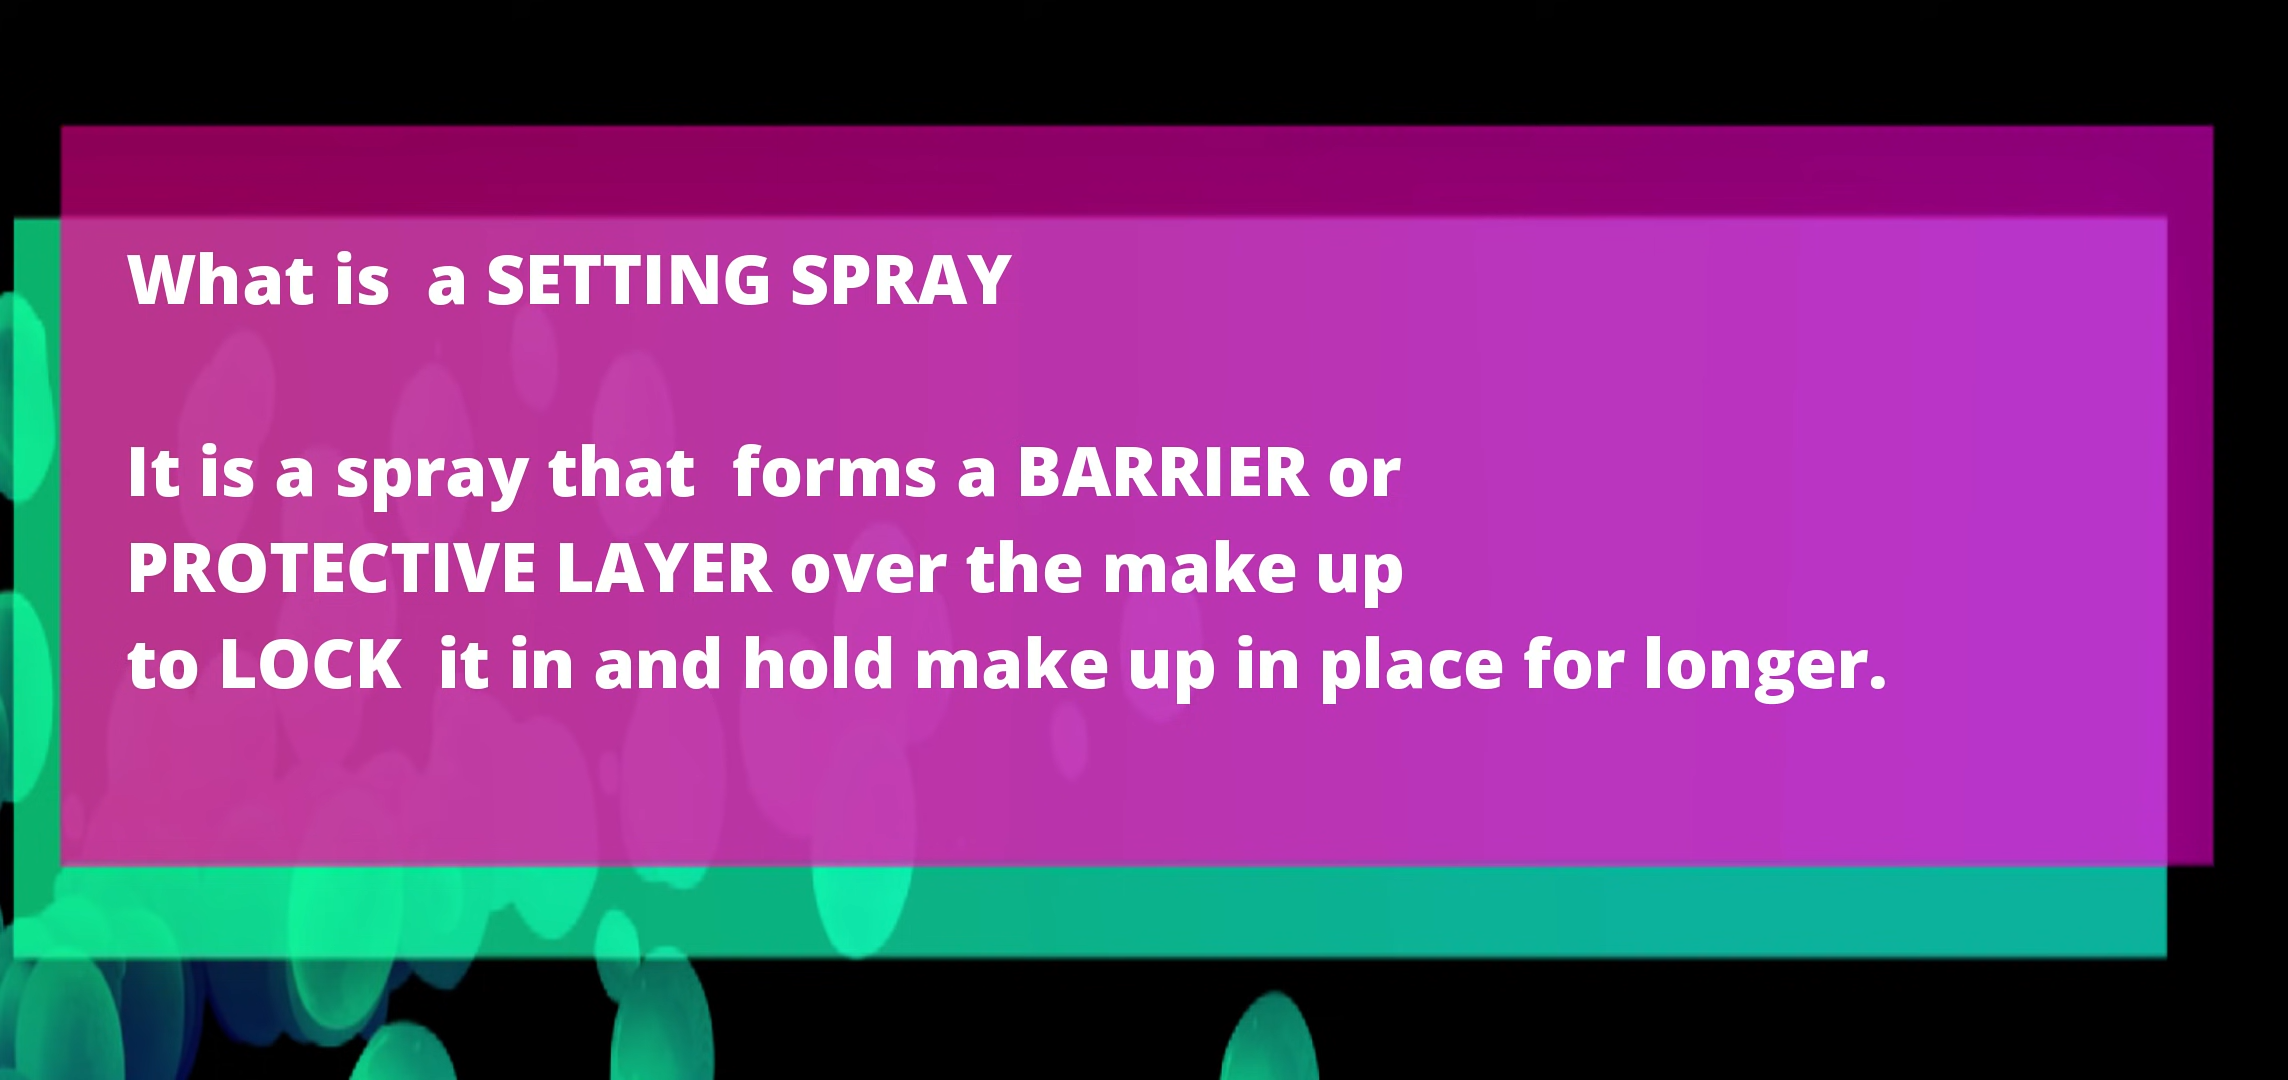 What is  a SETTING SPRAY
It is a spray that  forms a BARRIER or
PROTECTIVE LAYER over the make up
to LOCK  it in and hold make up in place for longer.